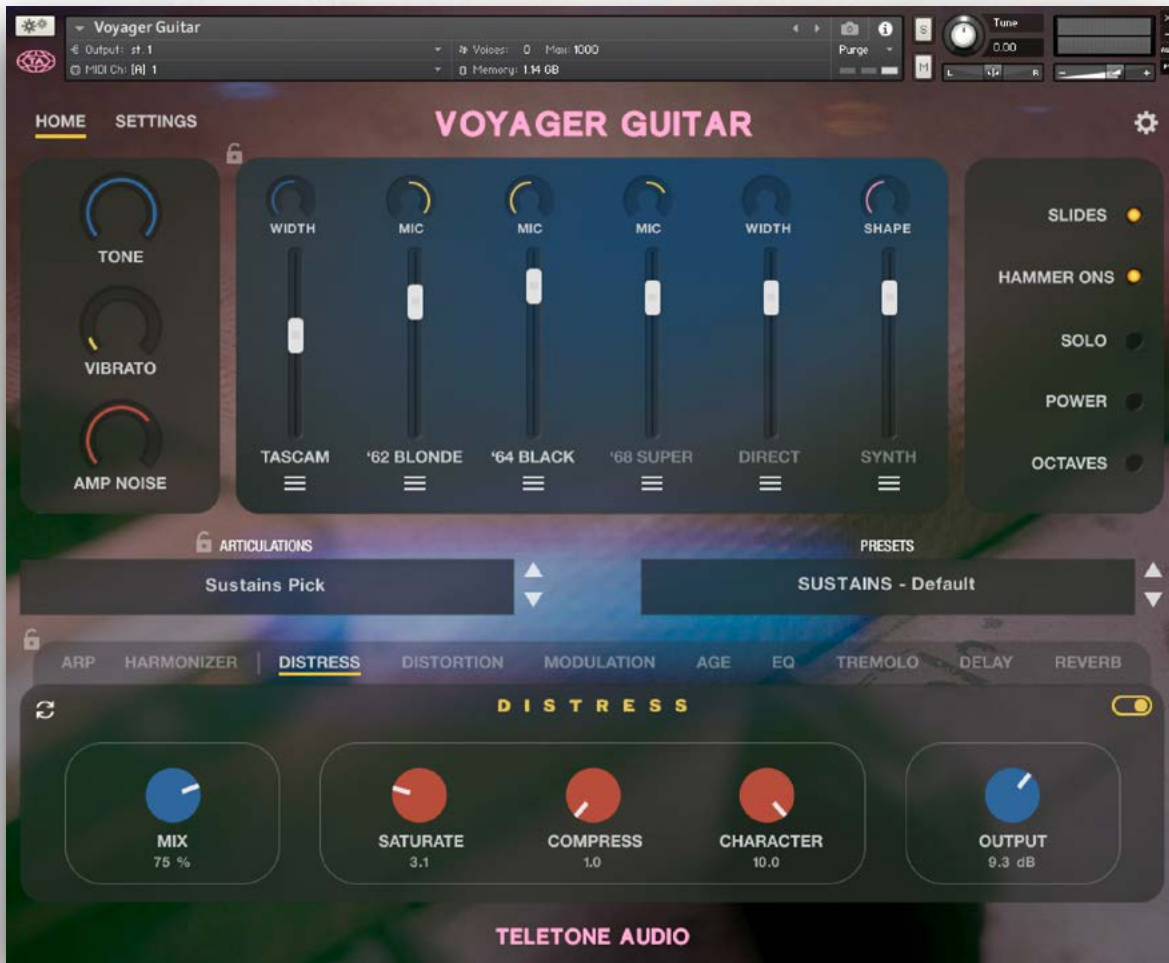 Voyager Guitar
Output: st. 1
Voices: 0 Max: 1000
Purge
MIDI Ch: [A] 1
Memory: 1.14 GB
S
M
Tune
0.00
L R
- +
HOME SETTINGS
VOYAGER GUITAR
TONE
VIBRATO
AMP NOISE
WIDTH MIC MIC MIC WIDTH SHAPE
TASCAM '62 BLONDE '64 BLACK '68 SUPER DIRECT SYNTH
SLIDES
HAMMER ONS
SOLO
POWER
OCTAVES
ARTICULATIONS
Sustains Pick
PRESETS
SUSTAINS - Default
ARP HARMONIZER | DISTRESS DISTORTION MODULATION AGE EQ TREMOLO DELAY REVERB
DISTRESS
MIX SATURATE COMPRESS CHARACTER OUTPUT
75 % 3.1 1.0 10.0 9.3 dB
TELETONE AUDIO